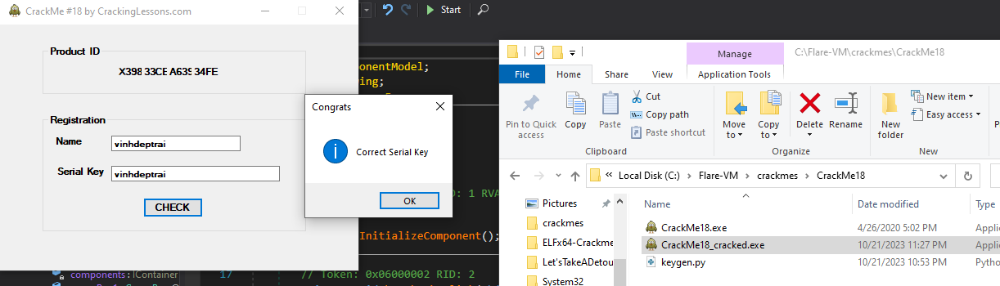 CrackMe #18 by CrackingLessons.com
Product ID
X398 33CE A639 34FE
Registration
Name
vinhdeptrai
Serial Key
vinhdeptrai
CHECK
Congrats
Correct Serial Key
OK
Start
onentModel;
ing;
D: 1 RVA
InitializeComponent();
components : IContainer
17
// Token: 0x06000002 RID: 2
Manage
C:\Flare-VM\crackmes\CrackMe18
File
Home
Share
View
Application Tools
Pin to Quick
access
Copy
Paste
Cut
Copy path
Paste shortcut
Clipboard
Move
to
Copy
to
Delete
Rename
Organize
New
folder
New item
Easy access
New
« Local Disk (C:) > Flare-VM > crackmes > CrackMe18
Pictures
crackmes
ELFx64-Crackme
Let'sTakeADetou
System32
Name
Date modified
Type
CrackMe18.exe
4/26/2020 5:02 PM
Applic
CrackMe18_cracked.exe
10/21/2023 11:27 PM
Applic
keygen.py
10/21/2023 10:53 PM
Python